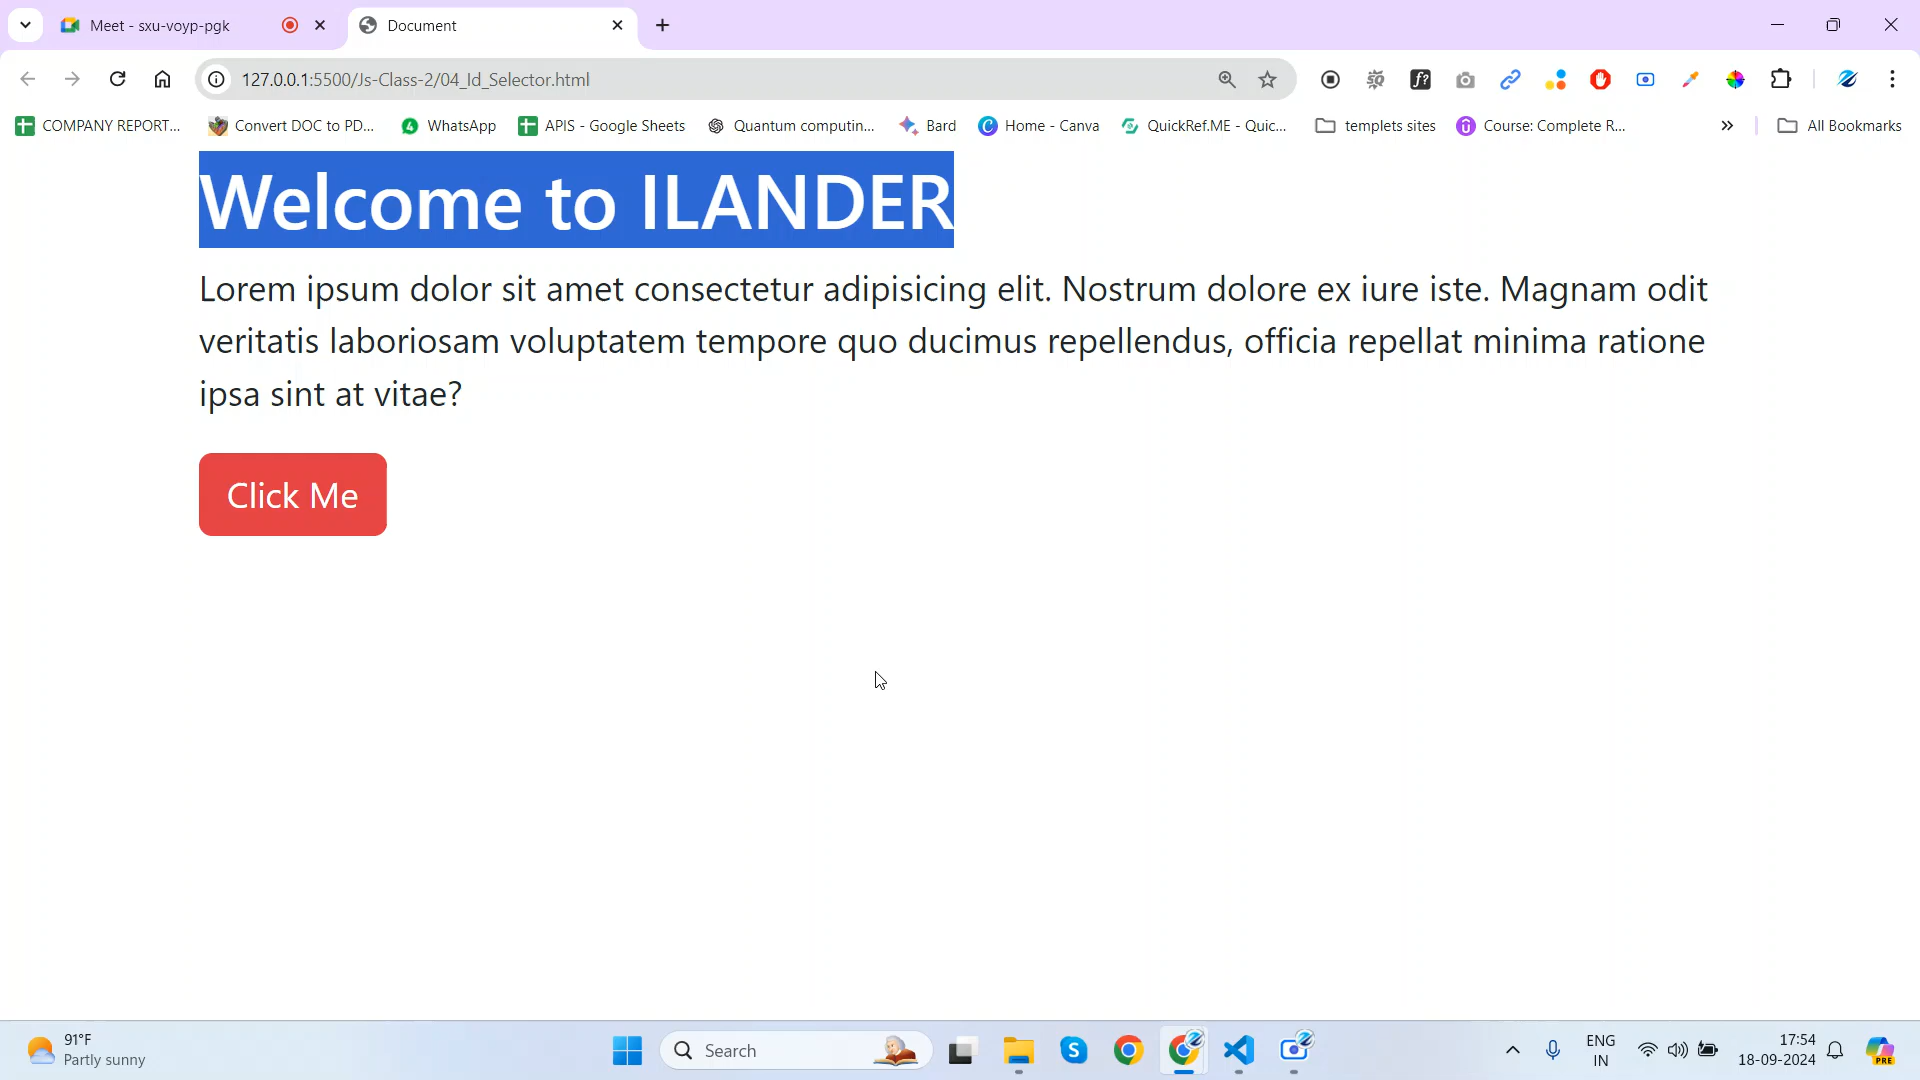 Meet - sxu-voyp-pgk
Document
127.0.0.1:5500/Js-Class-2/04_Id_Selector.html
COMPANY REPORT...
Convert DOC to PD...
WhatsApp
APIS - Google Sheets
Quantum computin...
Bard
Home - Canva
QuickRef.ME - Quic...
templets sites
Course: Complete R...
All Bookmarks
Welcome to ILANDER
Lorem ipsum dolor sit amet consectetur adipisicing elit. Nostrum dolore ex iure iste. Magnam odit
veritatis laboriosam voluptatem tempore quo ducimus repellendus, officia repellat minima ratione
ipsa sint at vitae?
Click Me
91°F
Partly sunny
Search
ENG
IN
17:54
18-09-2024
PRE